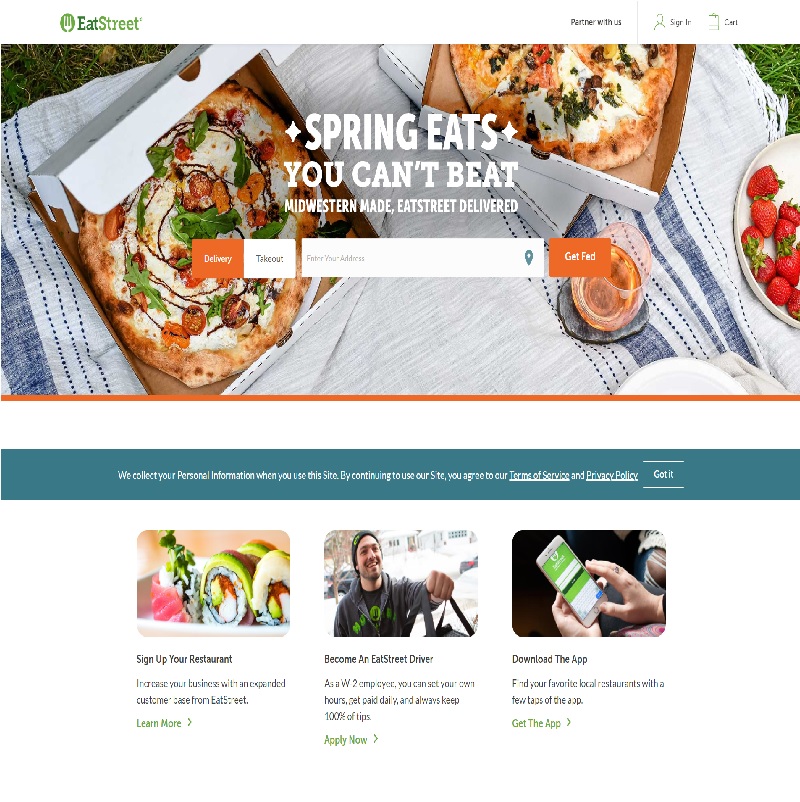 EatStreet
Partner with us
Sign In
Cart
SPRING EATS
YOU CAN'T BEAT
MIDWESTERN MADE, EATSTREET DELIVERED
Delivery
Takeout
Enter Your Address
Get Fed
We collect your Personal Information when you use this Site. By continuing to use our Site, you agree to our Terms of Service and Privacy Policy
Got it
Sign Up Your Restaurant
Increase your business with an expanded
customer base from EatStreet.
Learn More
Become An EatStreet Driver
As a W-2 employee, you can set your own
hours, get paid daily, and always keep
100% of tips.
Apply Now
Download The App
Find your favorite local restaurants with a
few taps of the app.
Get The App